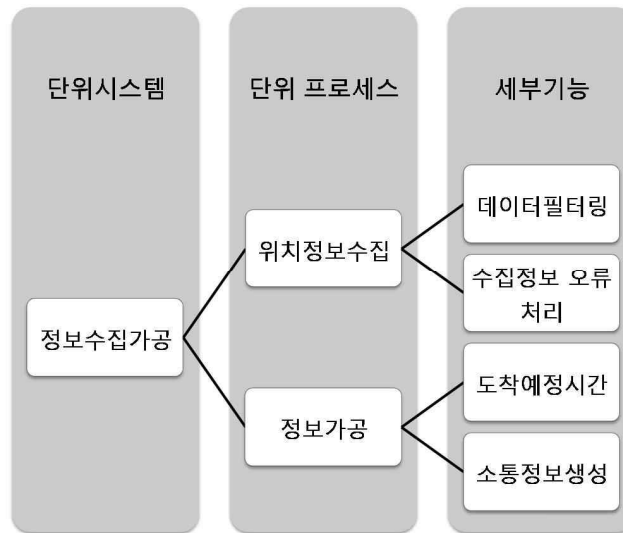 단위시스템
단위 프로세스
세부기능
정보수집가공
위치정보수집
정보가공
데이터필터링
수집정보 오류
처리
도착예정시간
소통정보생성